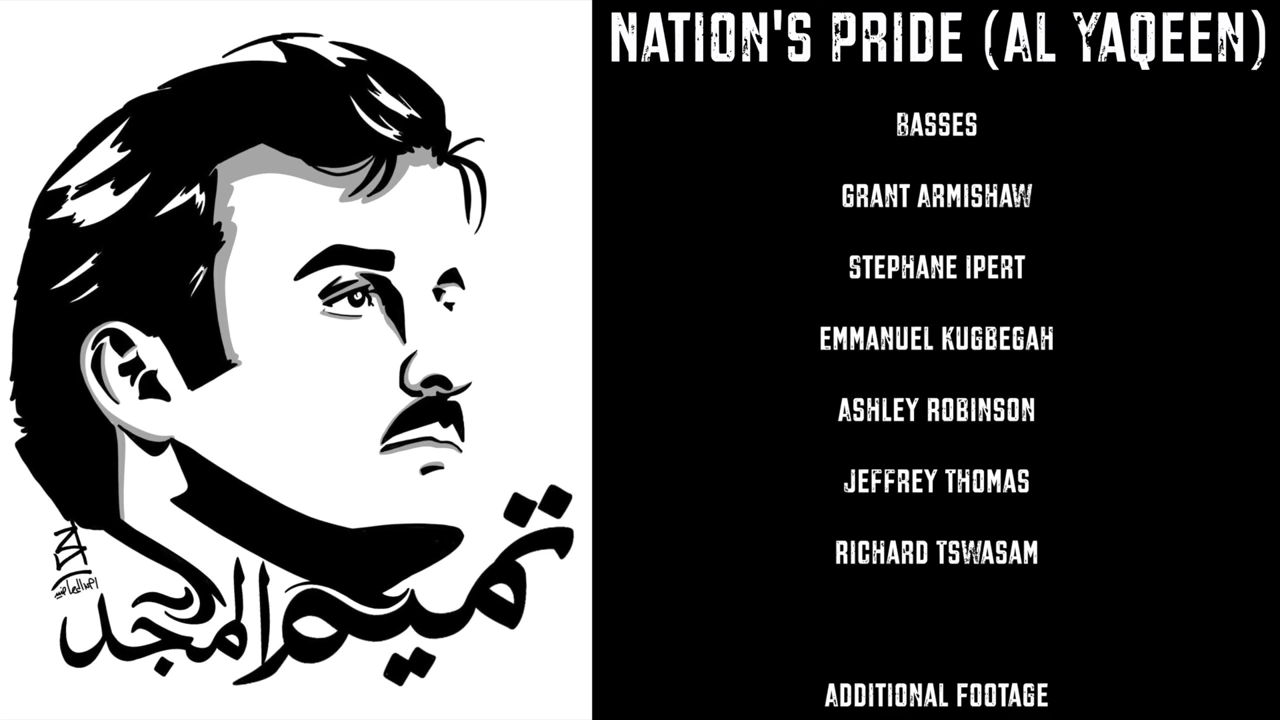 NATION'S PRIDE (AL YAQEEN)
BASSES
GRANT ARMISHAW
STEPHANE IPERT
EMMANUEL KUGBEGAH
ASHLEY ROBINSON
JEFFREY THOMAS
RICHARD TSWASAM
ADDITIONAL FOOTAGE
تميم المجد